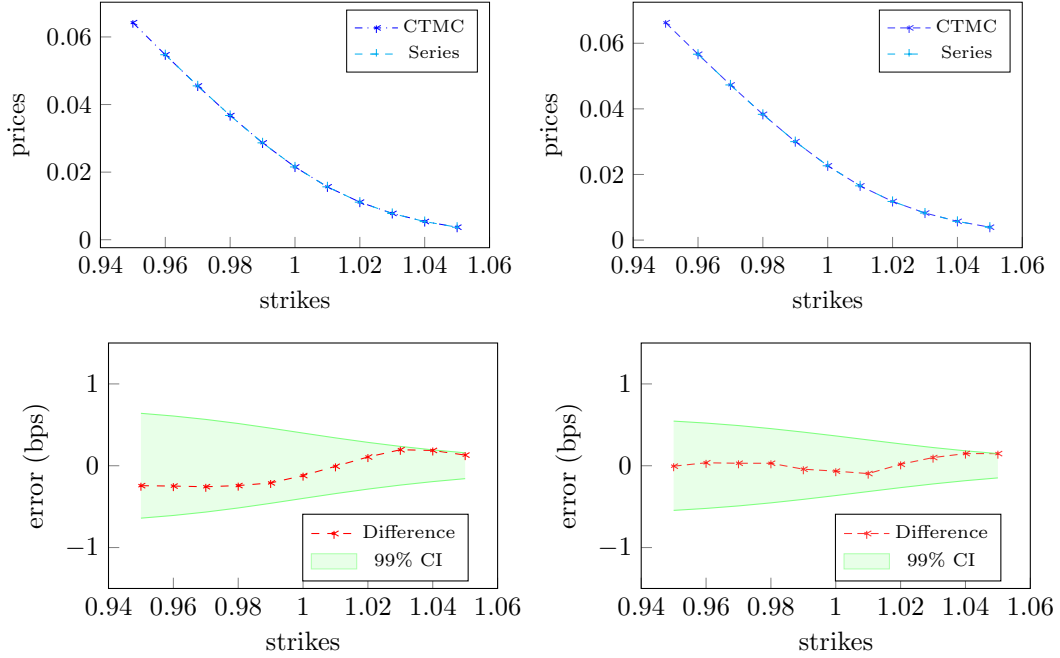 0.06
0.04
0.02
0
prices
CTMC
Series
0.94 0.96 0.98 1 1.02 1.04 1.06
strikes
0.06
0.04
0.02
0
prices
CTMC
Series
0.94 0.96 0.98 1 1.02 1.04 1.06
strikes
1
0
−1
error (bps)
Difference
99% CI
0.94 0.96 0.98 1 1.02 1.04 1.06
strikes
1
0
−1
error (bps)
Difference
99% CI
0.94 0.96 0.98 1 1.02 1.04 1.06
strikes